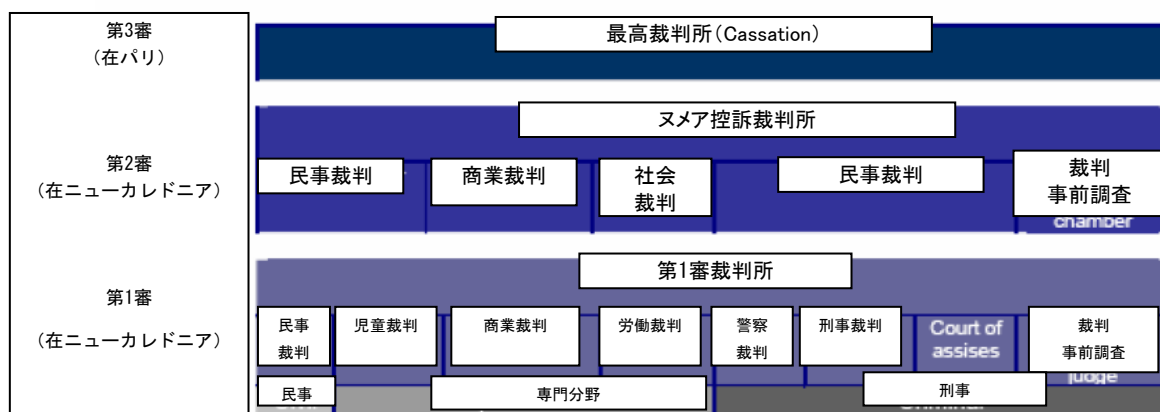 第3審
(在パリ)
最高裁判所(Cassation)
ヌメア控訴裁判所
第2審
(在ニューカレドニア)
民事裁判
商業裁判
社会
裁判
民事裁判
裁判
事前調査
chamber
第1審裁判所
第1審
(在ニューカレドニア)
民事
裁判
児童裁判
商業裁判
労働裁判
警察
裁判
刑事裁判
Court of
assises
裁判
事前調査
judge
民事
専門分野
刑事